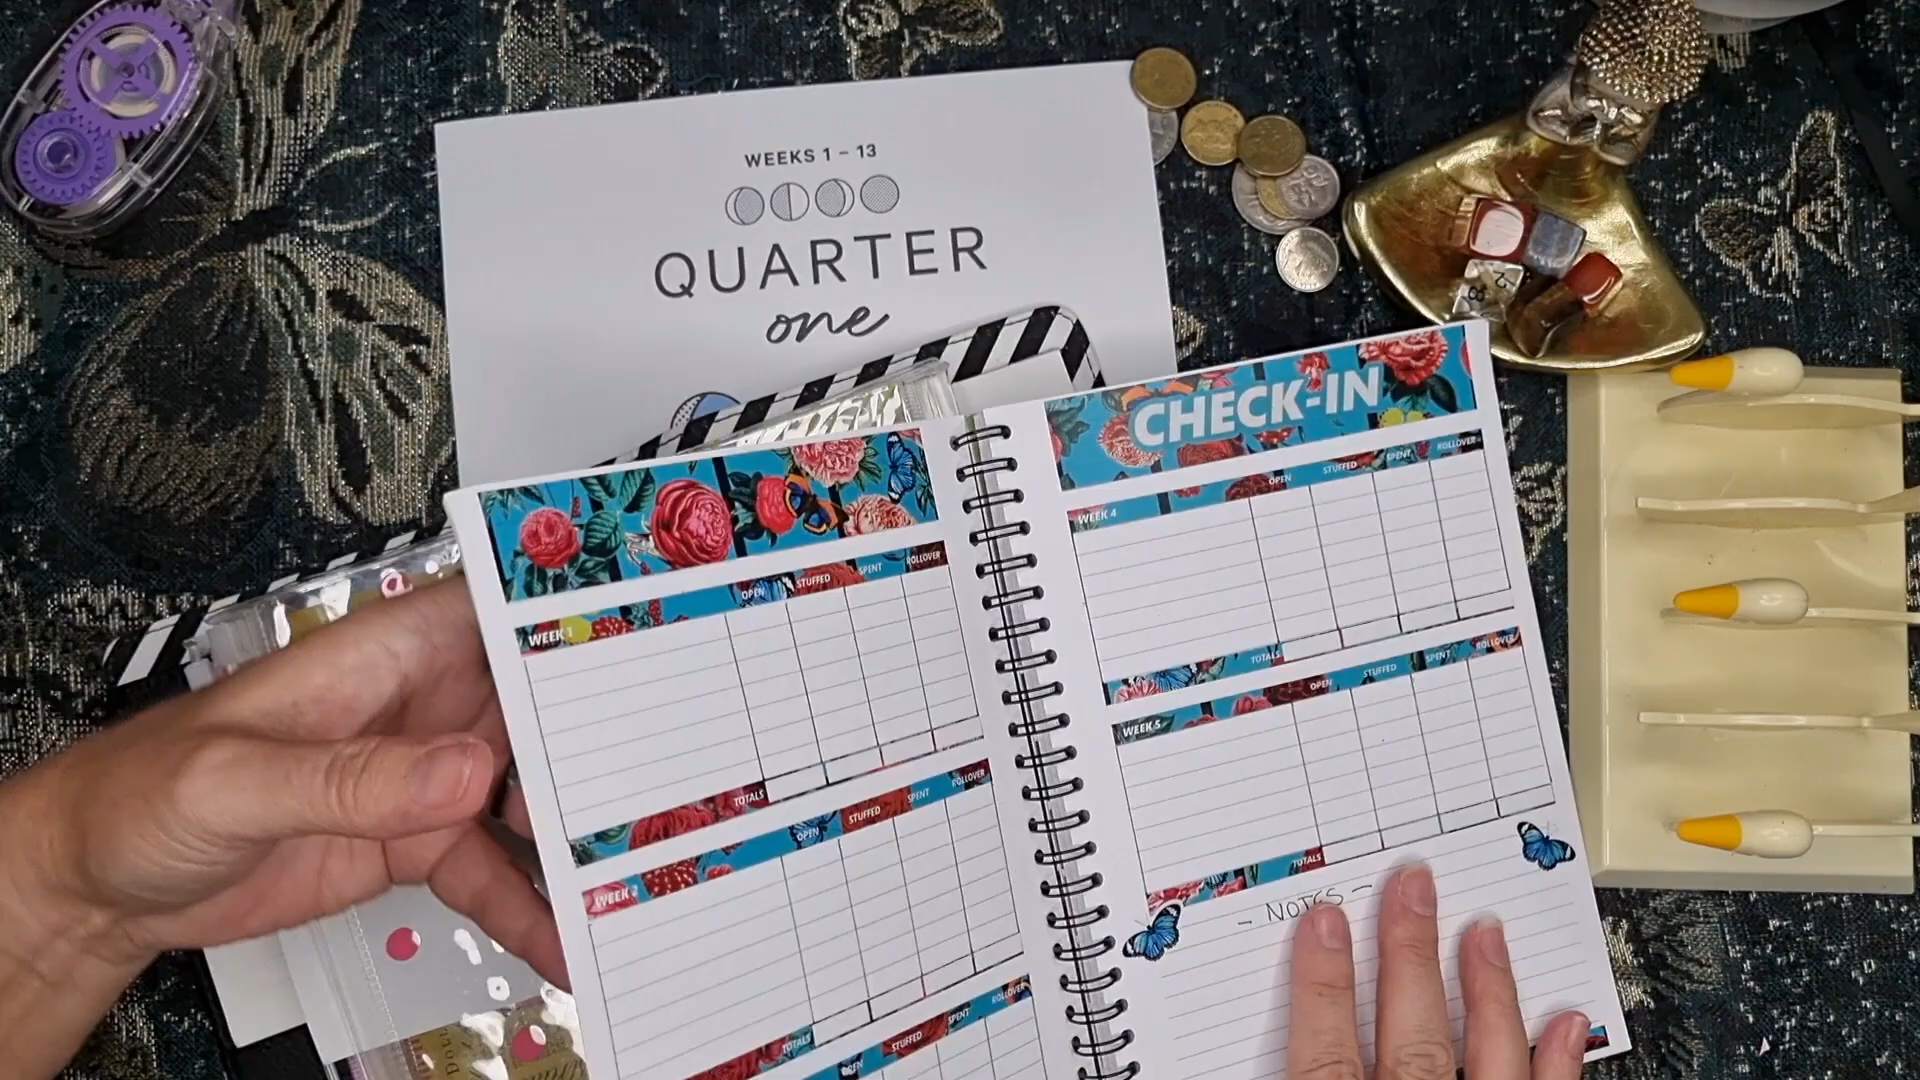 WEEKS 1 – 13
QUARTER
one
CHECK-IN
OPEN STUFFED SPENT ROLLOVER
WEEK 1
TOTALS
OPEN STUFFED SPENT ROLLOVER
WEEK 2
TOTALS
OPEN STUFFED SPENT ROLLOVER
OPEN STUFFED SPENT ROLLOVER
WEEK 4
TOTALS
OPEN STUFFED SPENT ROLLOVER
WEEK 5
TOTALS
- NOTES -